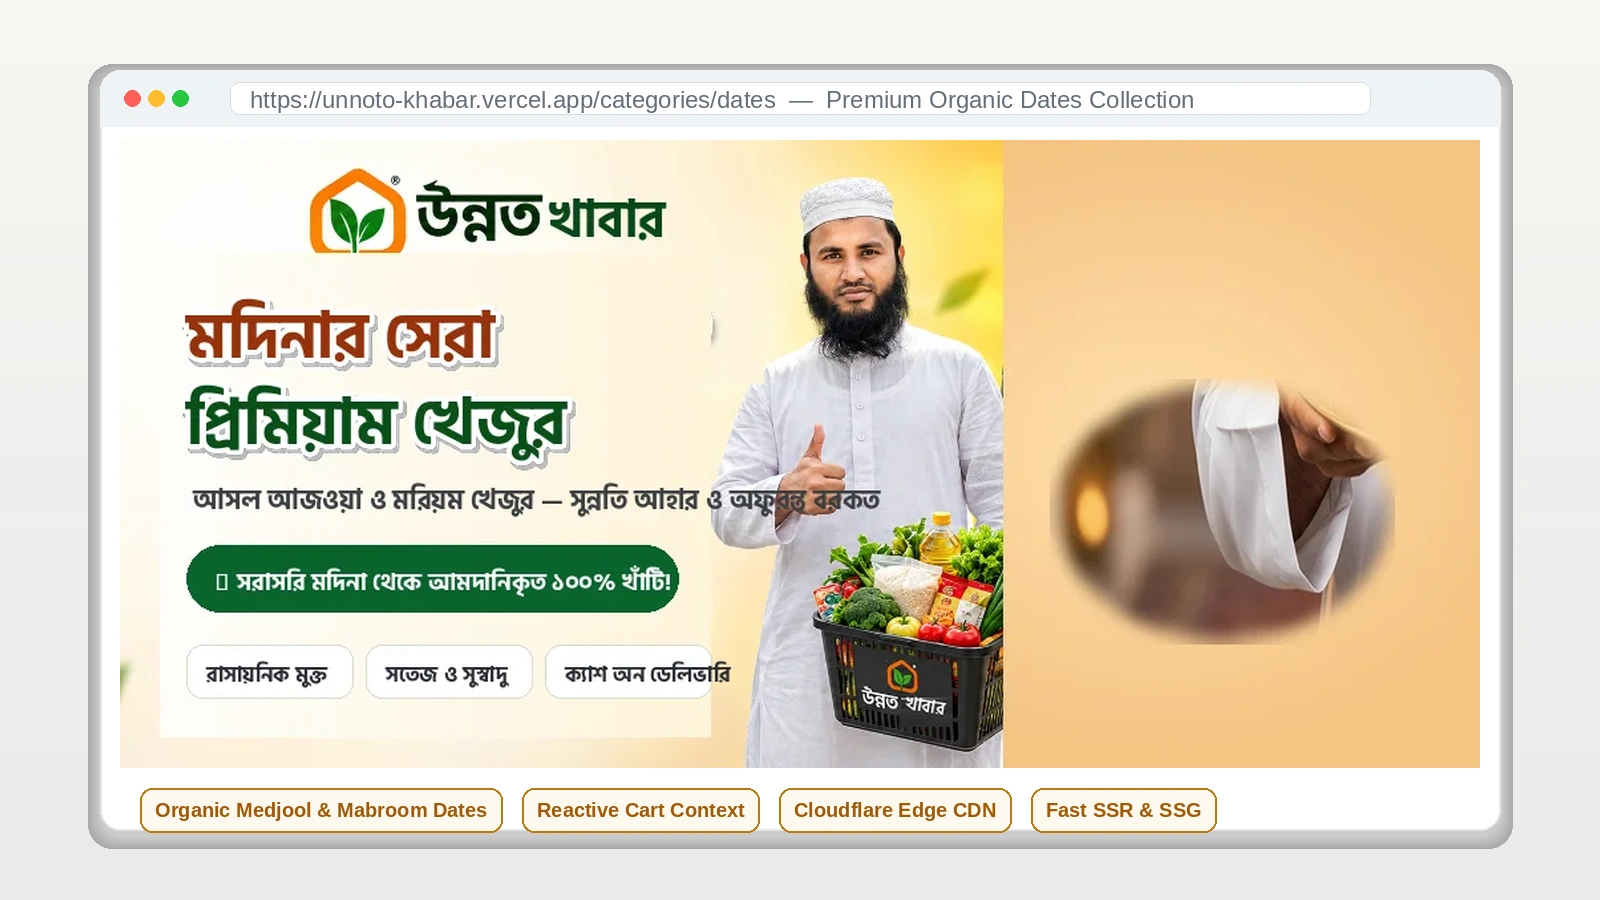 https://unnoto-khabar.vercel.app/categories/dates — Premium Organic Dates Collection
®
উন্নত খাবার
মদিনার সেরা
প্রিমিয়াম খেজুর
আসল আজওয়া ও মরিয়ম খেজুর — সুন্নতি আহার ও অফুরন্ত বরকত
সরাসরি মদিনা থেকে আমদানিকৃত ১০০% খাঁটি!
রাসায়নিক মুক্ত
সতেজ ও সুস্বাদু
ক্যাশ অন ডেলিভারি
উন্নত খাবার
Organic Medjool & Mabroom Dates
Reactive Cart Context
Cloudflare Edge CDN
Fast SSR & SSG